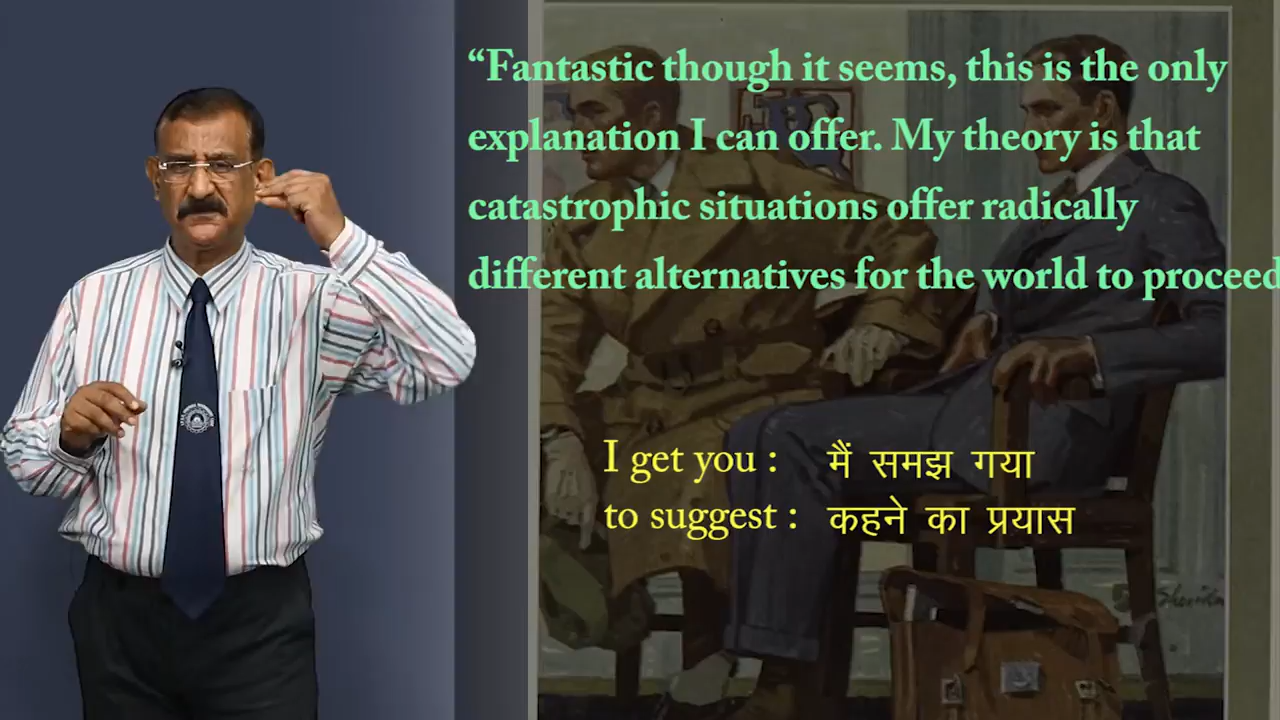 “Fantastic though it seems, this is the only
explanation I can offer. My theory is that
catastrophic situations offer radically
different alternatives for the world to proceed
I get you : मैं समझ गया
to suggest : कहने का प्रयास